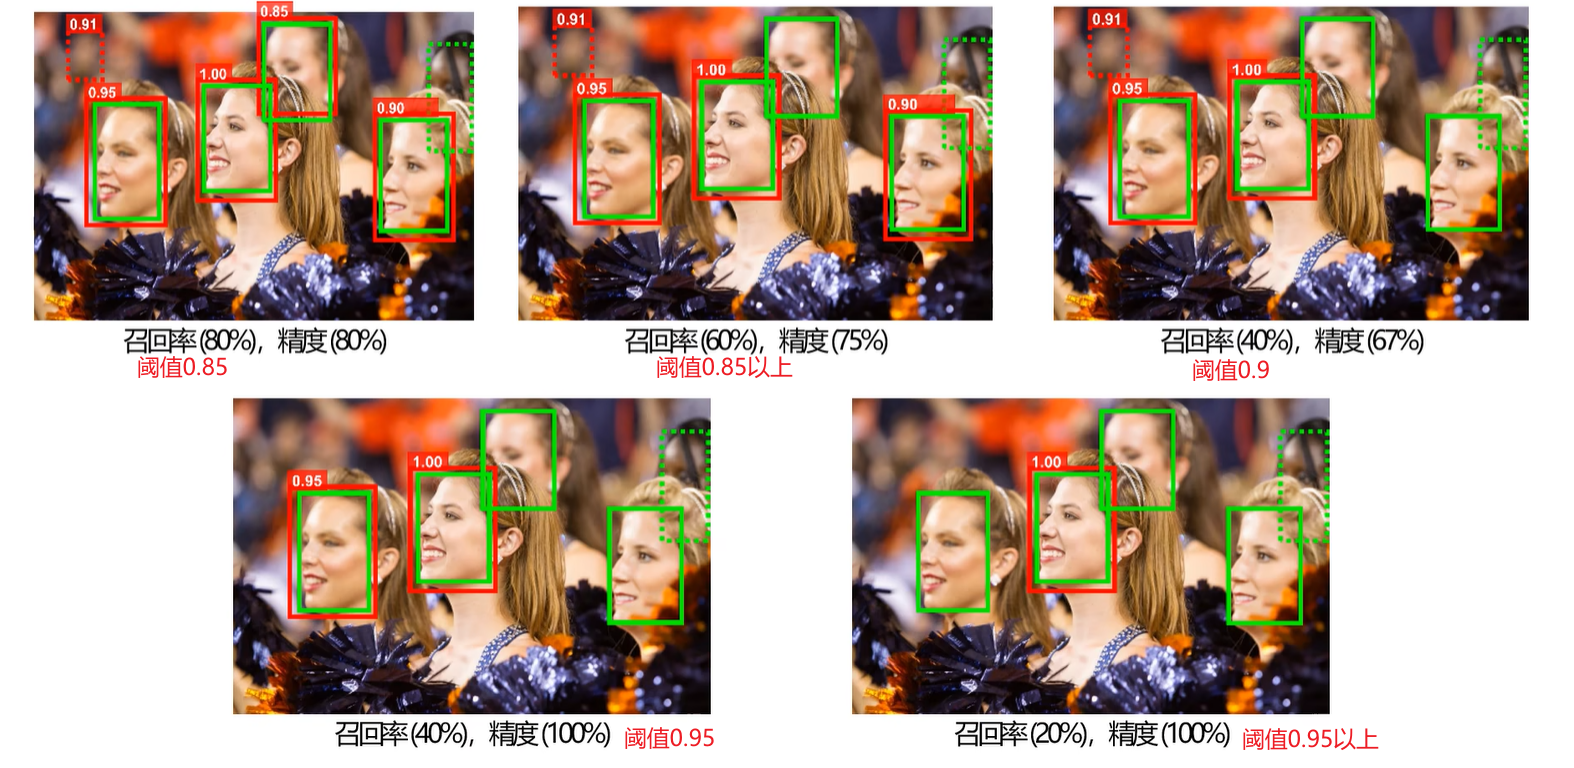 0.85
0.91
1.00
0.95
0.90
召回率(80%)，精度(80%)
阈值0.85
0.91
1.00
0.95
0.90
召回率(60%)，精度(75%)
阈值0.85以上
0.91
1.00
0.95
召回率(40%)，精度(67%)
阈值0.9
1.00
0.95
召回率(40%)，精度(100%)
阈值0.95
1.00
召回率(20%)，精度(100%)
阈值0.95以上